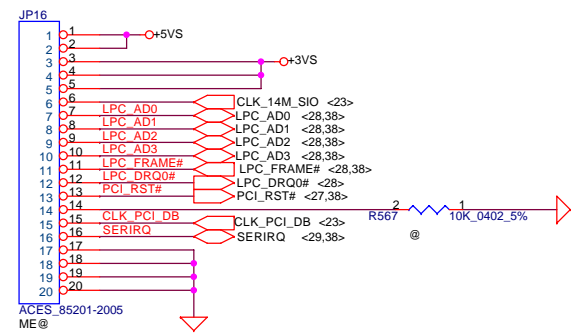 JP16
1 1 +5VS
2 2
3 3 +3VS
4 4
5 5
6 6 CLK_14M_SIO <23>
7 7 LPC_AD0 LPC_AD0 <28,38>
8 8 LPC_AD1 LPC_AD1 <28,38>
9 9 LPC_AD2 LPC_AD2 <28,38>
10 10 LPC_AD3 LPC_AD3 <28,38>
11 11 LPC_FRAME# LPC_FRAME# <28,38>
12 12 LPC_DRQ0# LPC_DRQ0# <28>
13 13 PCI_RST# PCI_RST# <27,38>
14 14 2 1
R567 10K_0402_5%
15 15 CLK_PCI_DB CLK_PCI_DB <23>
16 16 SERIRQ SERIRQ <29,38>
@
17 17
18 18
19 19
20 20
ACES_85201-2005
ME@